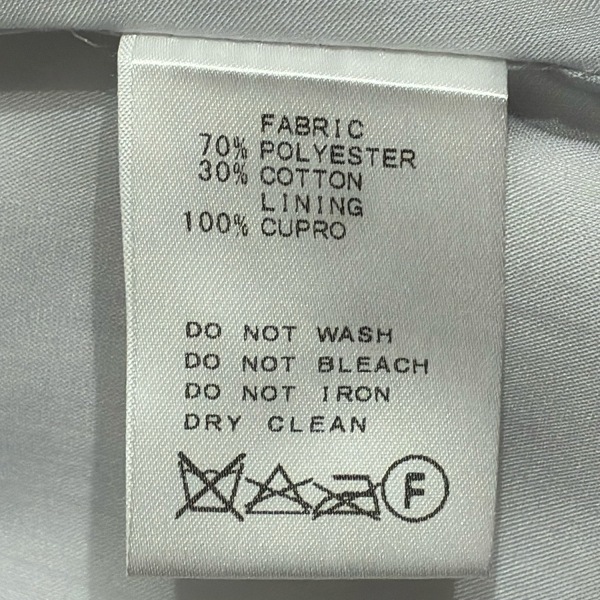 FABRIC
70% POLYESTER
30% COTTON
LINING
100% CUPRO
DO NOT WASH
DO NOT BLEACH
DO NOT IRON
DRY CLEAN
F